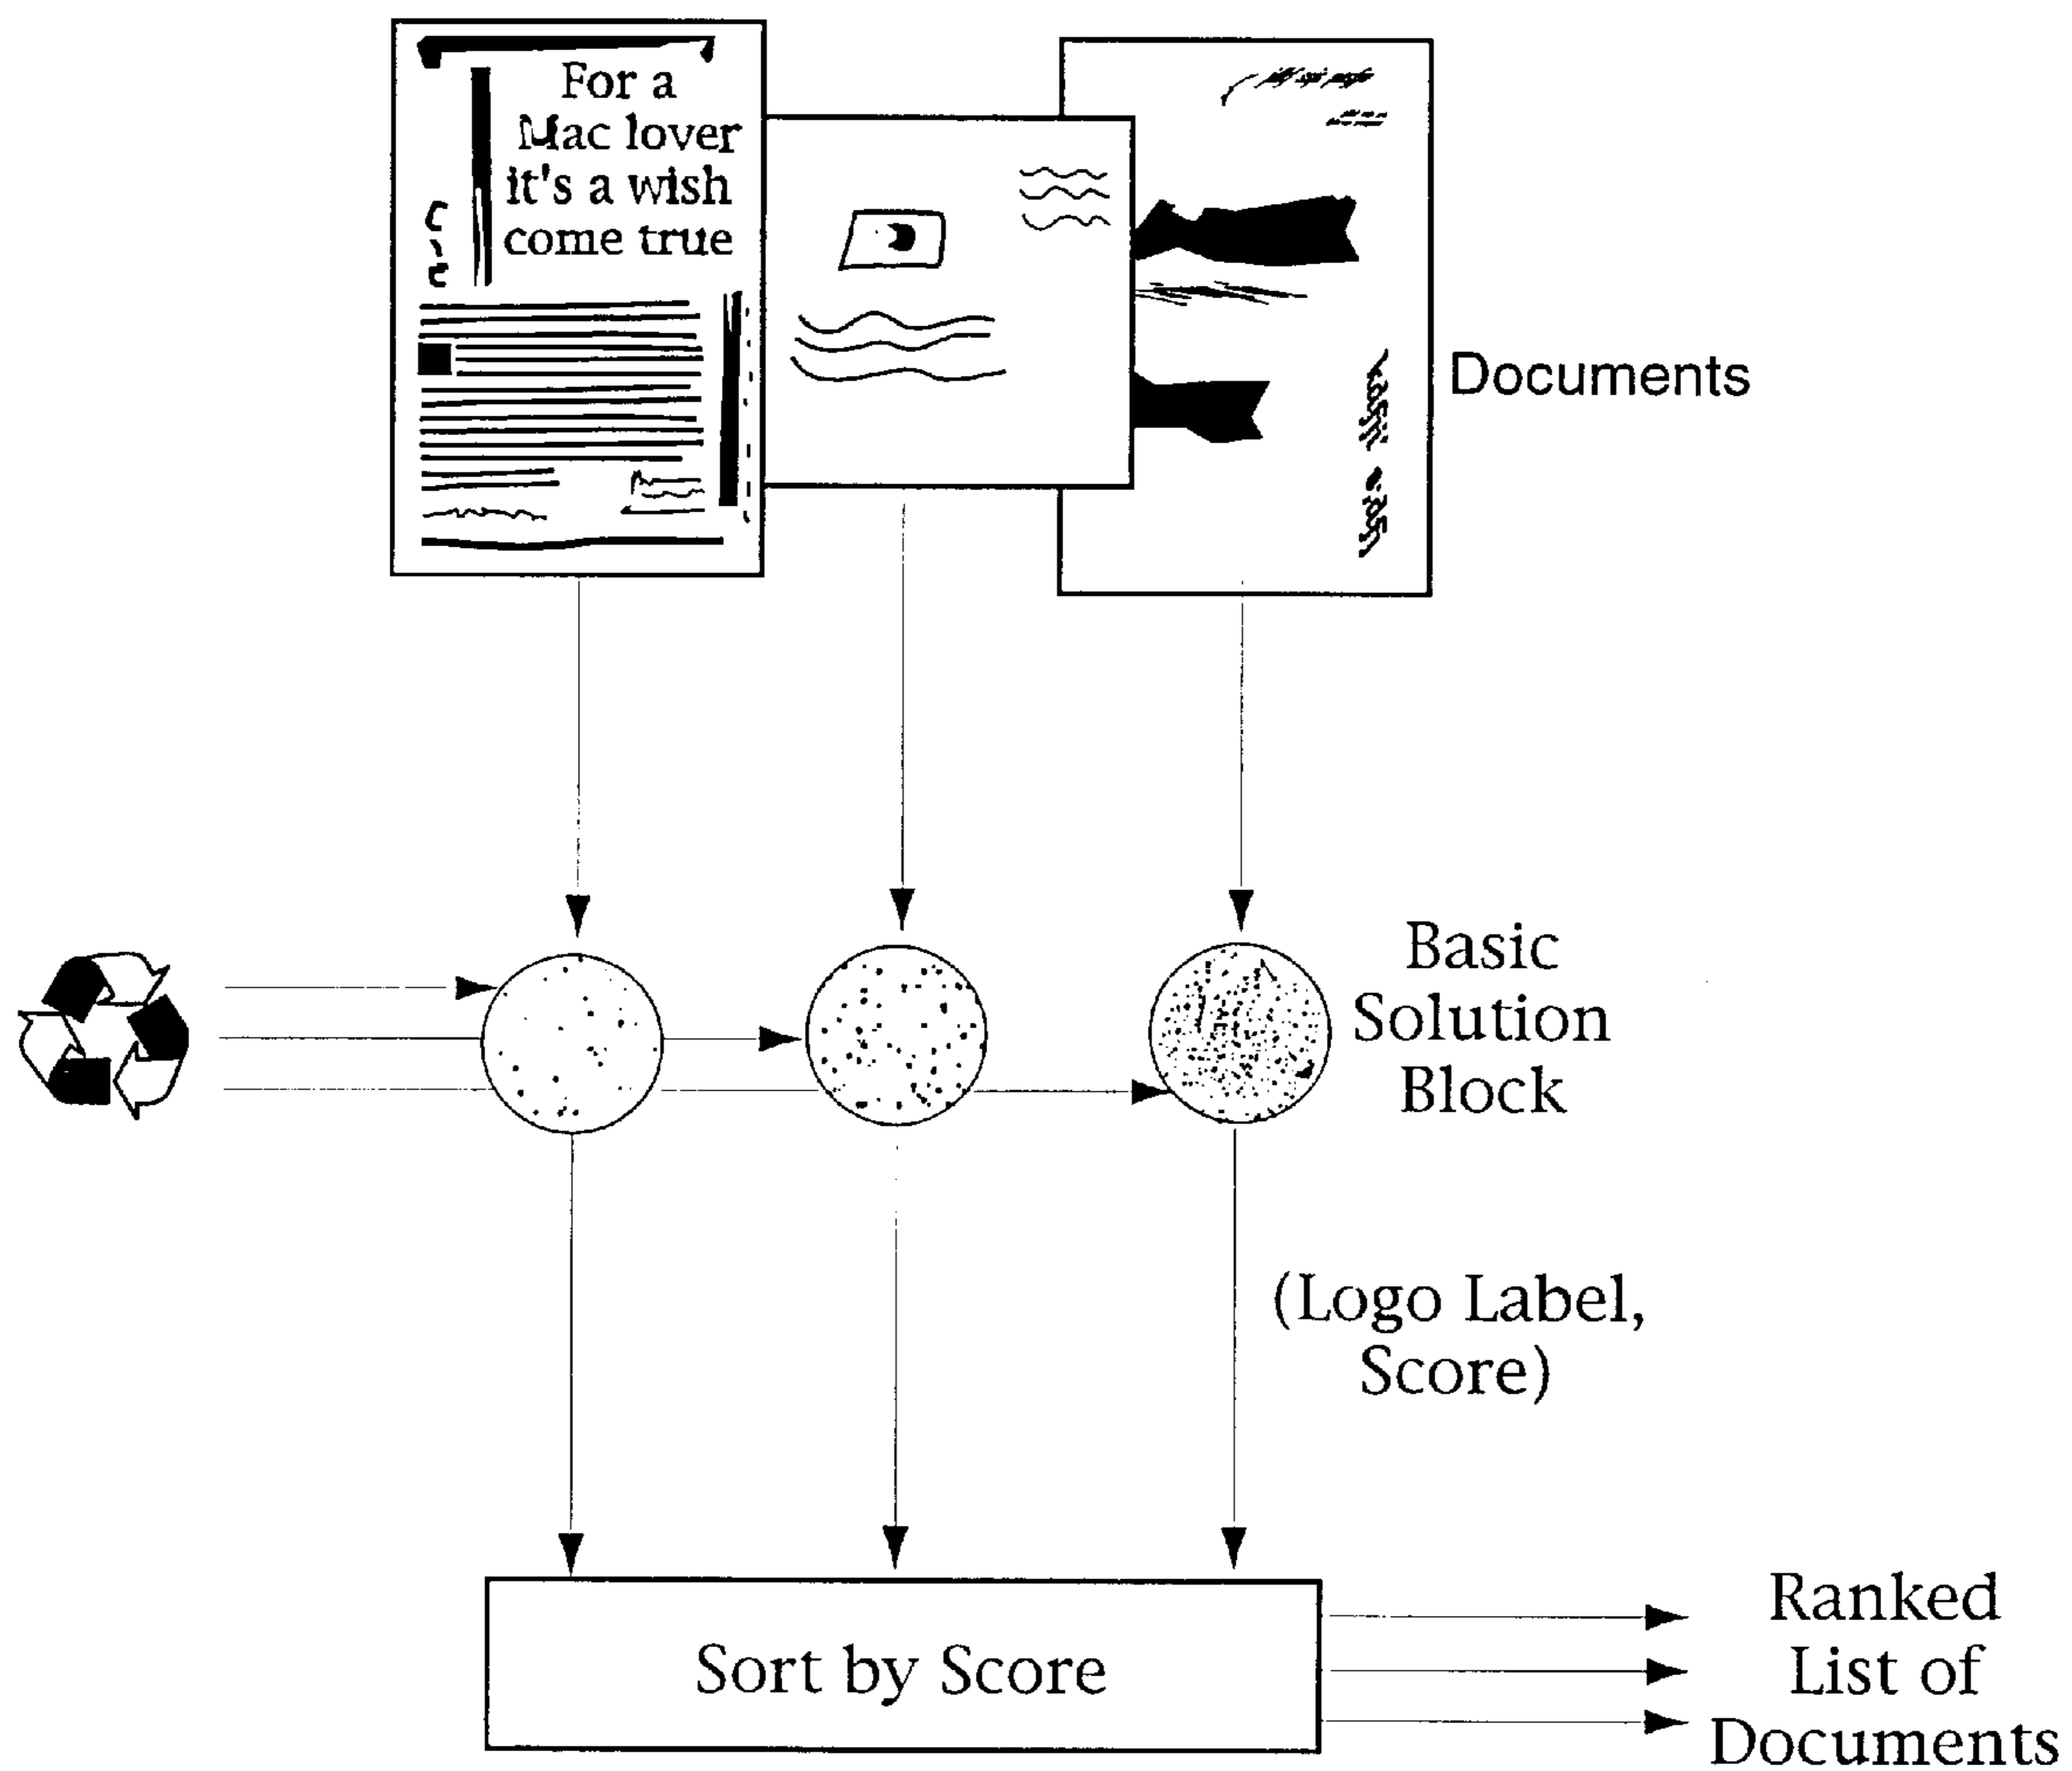 For a
Mac lover
it's a wish
come true
Documents
Basic
Solution
Block
(Logo Label,
Score)
Sort by Score
Ranked
List of
Documents